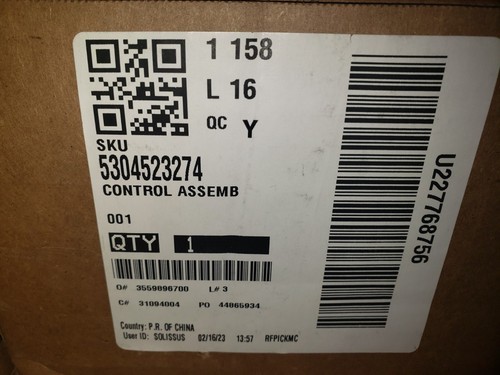 1 158
L 16
QC Y
SKU
5304523274
CONTROL ASSEMB
001
QTY 1
O# 3559896700 L# 3
C# 31094004 PO 44865934
Country: P.R. OF CHINA
User ID: SOLISSUS 02/16/23 13:57 RFPICKMC
U227768756